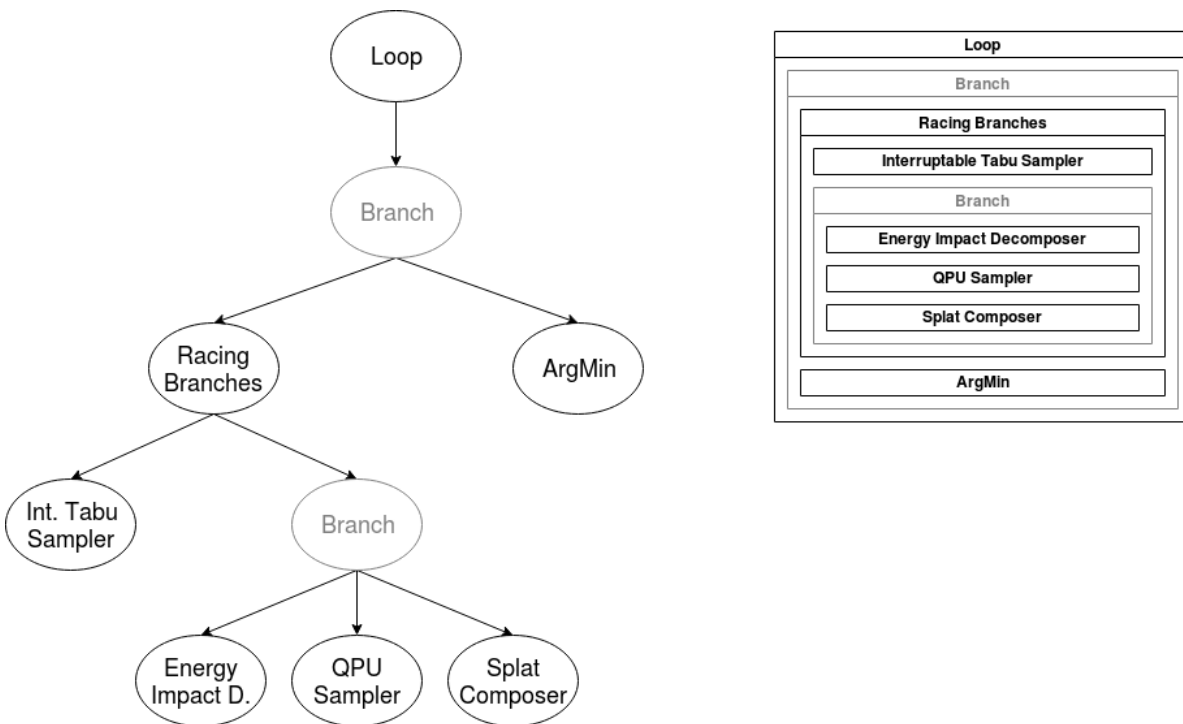 Loop
Branch
Racing
Branches
ArgMin
Int. Tabu
Sampler
Branch
Energy
Impact D.
QPU
Sampler
Splat
Composer
Loop
Branch
Racing Branches
Interruptable Tabu Sampler
Branch
Energy Impact Decomposer
QPU Sampler
Splat Composer
ArgMin